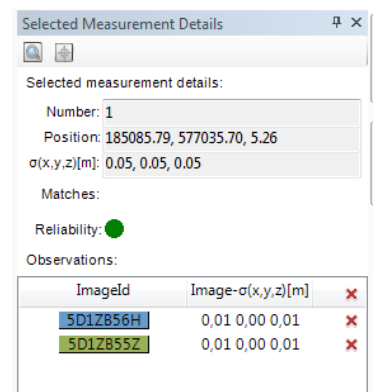 Selected Measurement Details
Selected measurement details:
Number: 1
Position: 185085.79, 577035.70, 5.26
σ(x,y,z)[m]: 0.05, 0.05, 0.05
Matches:
Reliability:
Observations:
ImageId Image-σ(x,y,z)[m]
5D1ZB56H 0,01 0,00 0,01
5D1ZB55Z 0,01 0,00 0,01